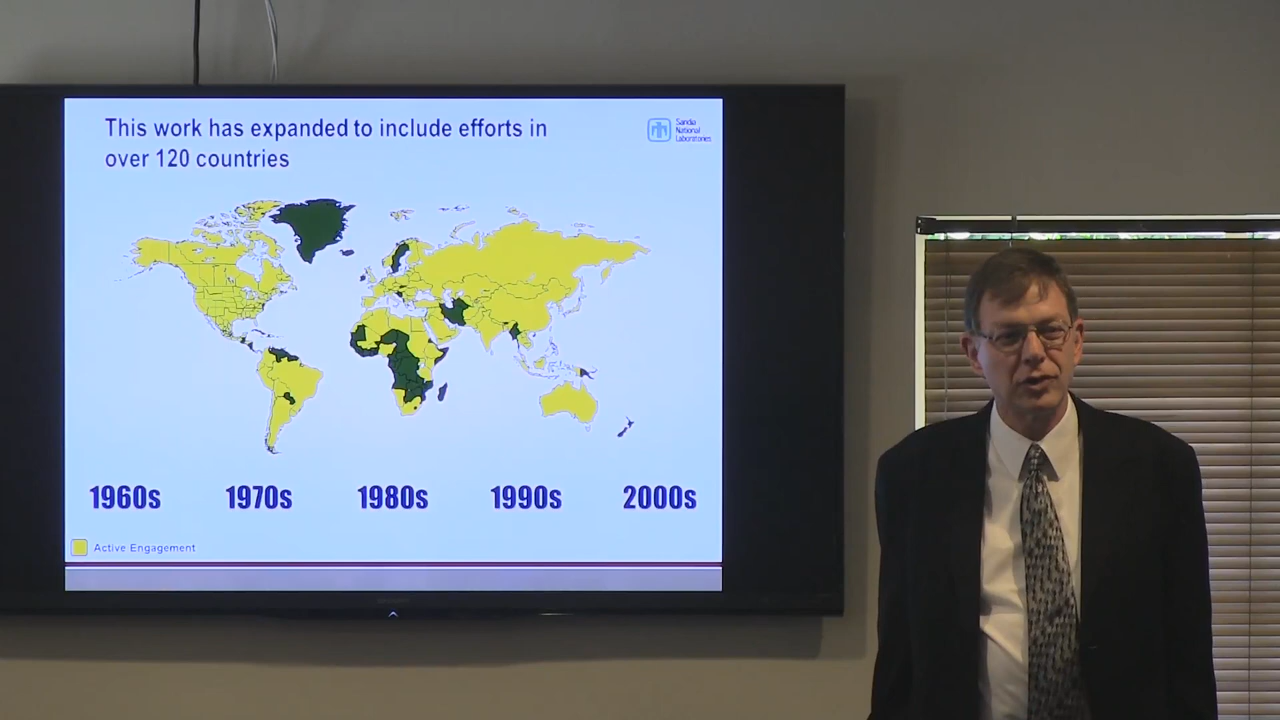 This work has expanded to include efforts in
over 120 countries
Sandia
National
Laboratories
1960s 1970s 1980s 1990s 2000s
Active Engagement